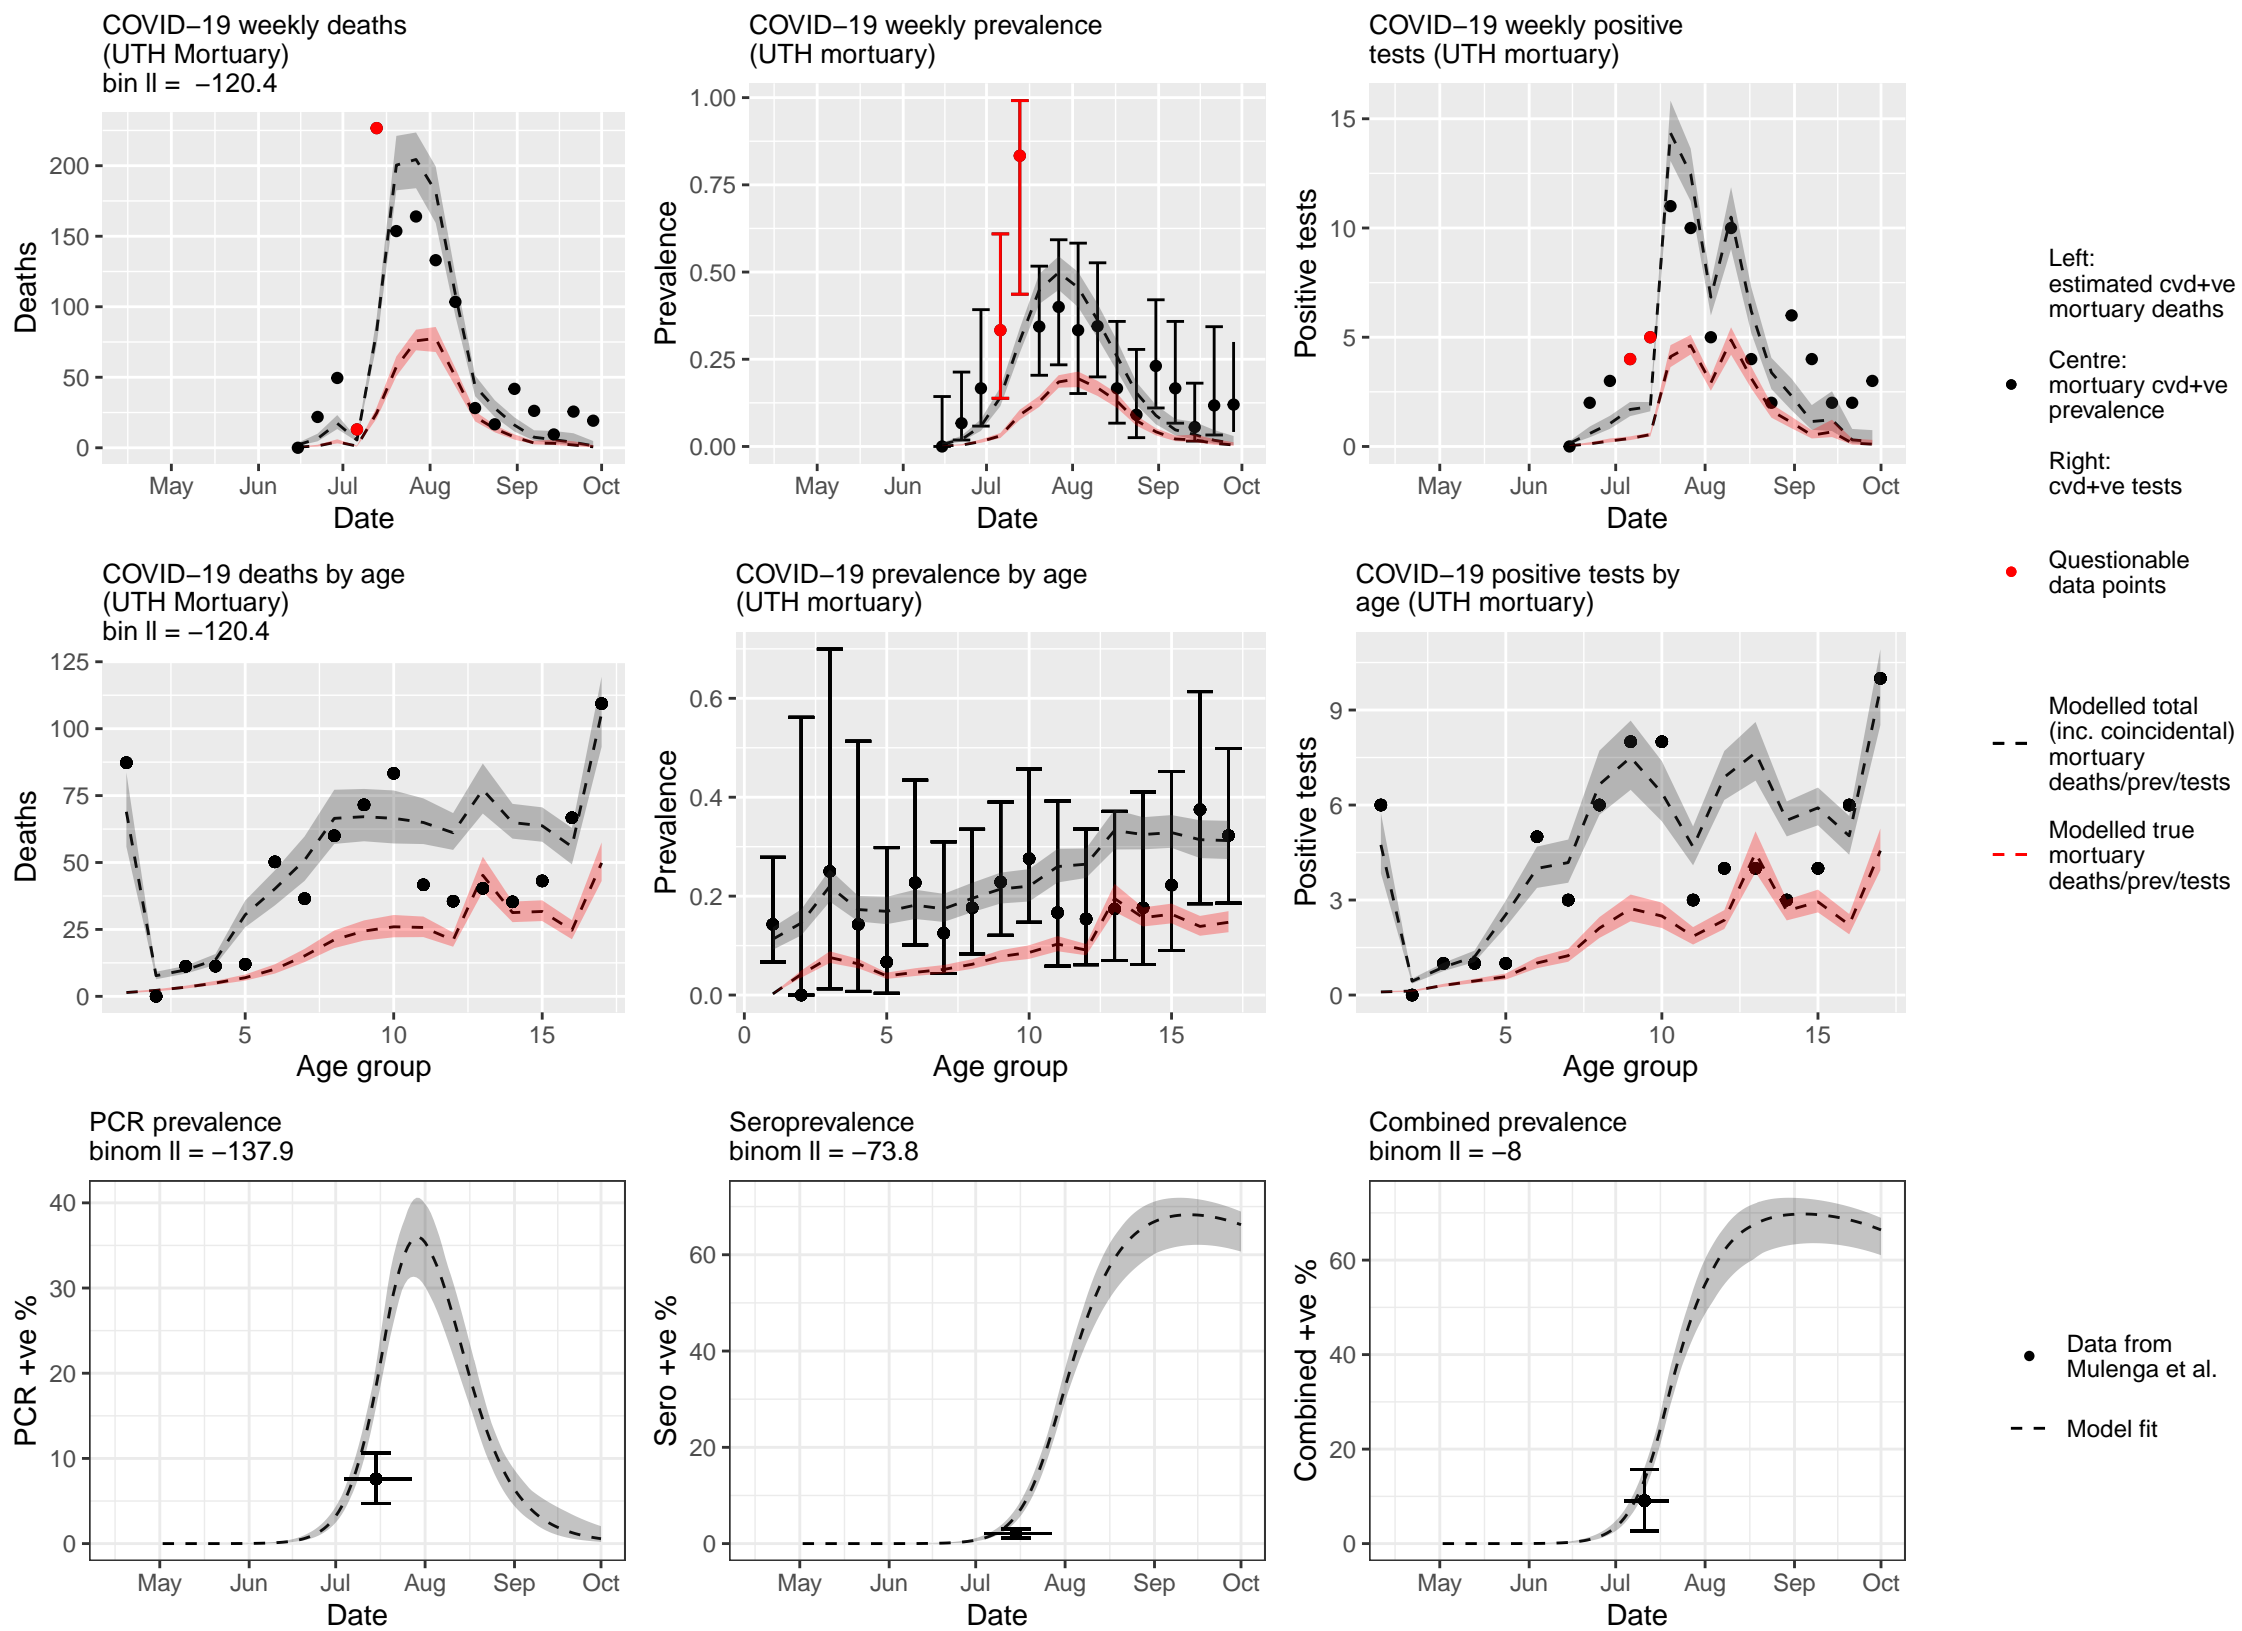 COVID−19 weekly deaths
(UTH Mortuary)
bin ll =  −120.4
Deaths
200
150
100
50
0
May Jun Jul Aug Sep Oct
Date
COVID−19 weekly prevalence
(UTH mortuary)
Prevalence
1.00
0.75
0.50
0.25
0.00
May Jun Jul Aug Sep Oct
Date
COVID−19 weekly positive
tests (UTH mortuary)
Positive tests
15
10
5
0
May Jun Jul Aug Sep Oct
Date
Left:
estimated cvd+ve
mortuary deaths
Centre:
mortuary cvd+ve
prevalence
Right:
cvd+ve tests
Questionable
data points
Modelled total
(inc. coincidental)
mortuary
deaths/prev/tests
Modelled true
mortuary
deaths/prev/tests
COVID−19 deaths by age
(UTH Mortuary)
bin ll = −120.4
Deaths
125
100
75
50
25
0
5 10 15
Age group
COVID−19 prevalence by age
(UTH mortuary)
Prevalence
0.6
0.4
0.2
0.0
0 5 10 15
Age group
COVID−19 positive tests by
age (UTH mortuary)
Positive tests
9
6
3
0
5 10 15
Age group
PCR prevalence
binom ll = −137.9
PCR +ve %
40
30
20
10
0
May Jun Jul Aug Sep Oct
Date
Seroprevalence
binom ll = −73.8
Sero +ve %
60
40
20
0
May Jun Jul Aug Sep Oct
Date
Combined prevalence
binom ll = −8
Combined +ve %
60
40
20
0
May Jun Jul Aug Sep Oct
Date
Data from
Mulenga et al.
Model fit